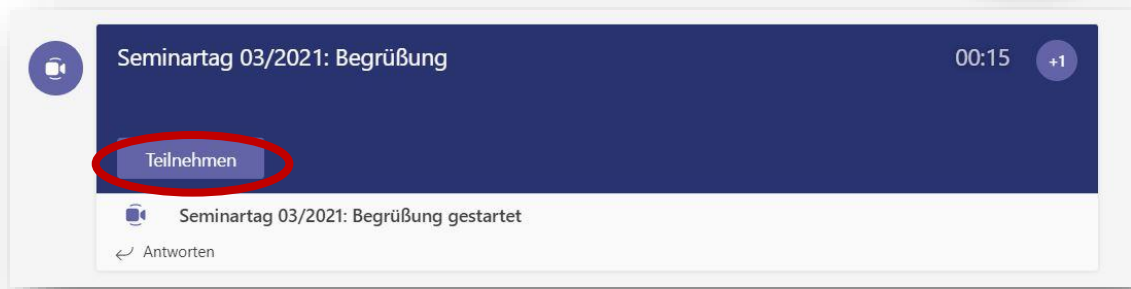 Seminartag 03/2021: Begrüßung
00:15
+1
Teilnehmen
Seminartag 03/2021: Begrüßung gestartet
Antworten